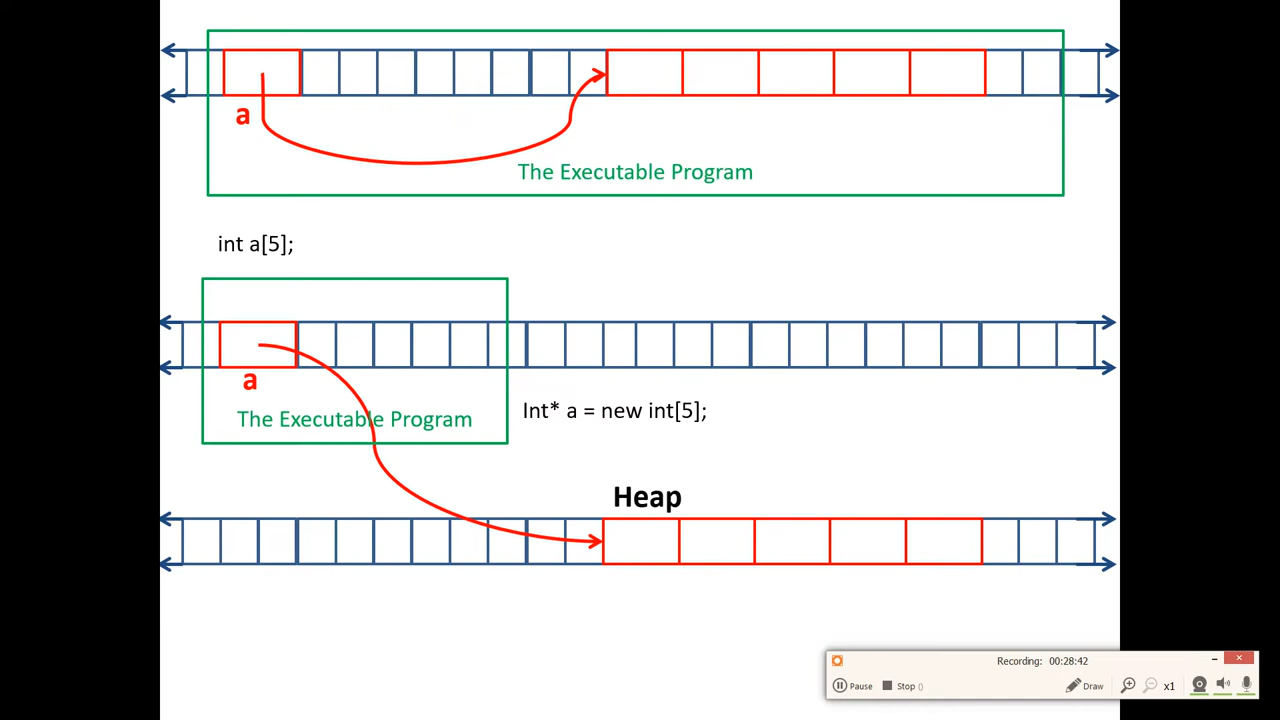 a
The Executable Program
int a[5];
a
The Executable Program
Int* a = new int[5];
Heap
Recording: 00:28:42
Pause
Stop ()
x1
Draw